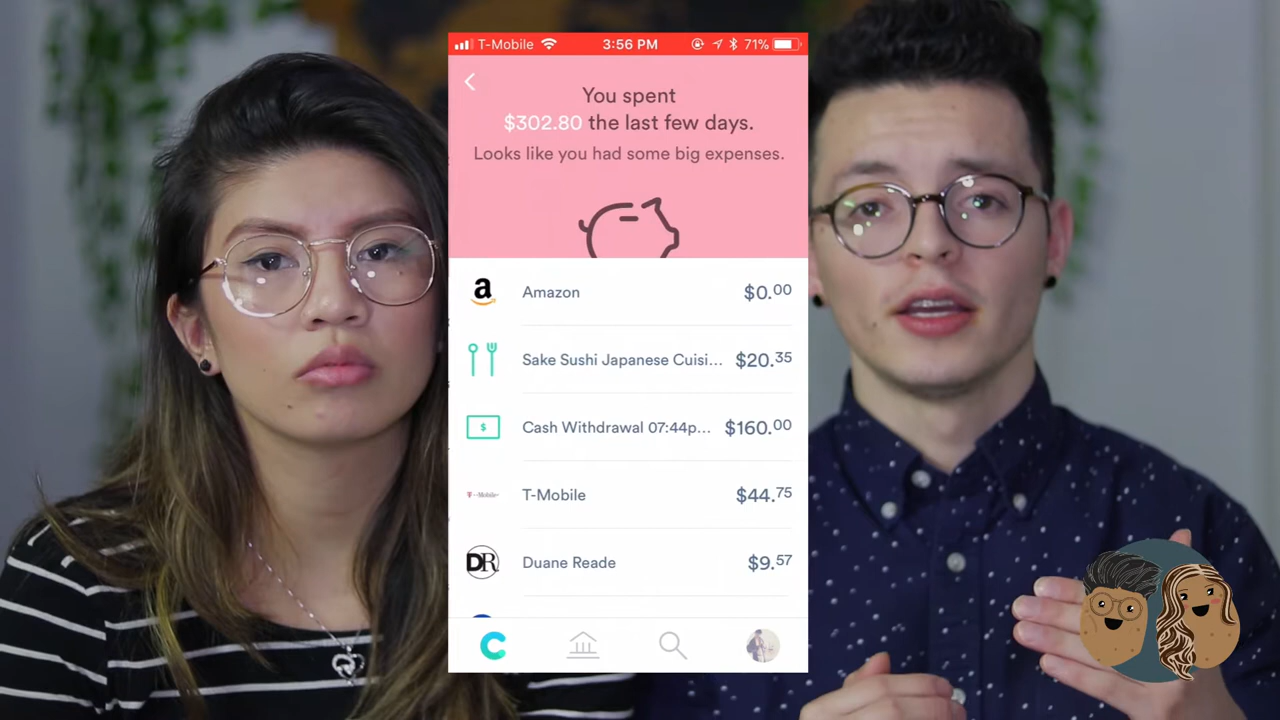 T-Mobile 3:56 PM 71%
You spent
$302.80 the last few days.
Looks like you had some big expenses.
a Amazon $0.00
Sake Sushi Japanese Cuisi... $20.35
$ Cash Withdrawal 07:44p... $160.00
T-Mobile T-Mobile $44.75
DR Duane Reade $9.57